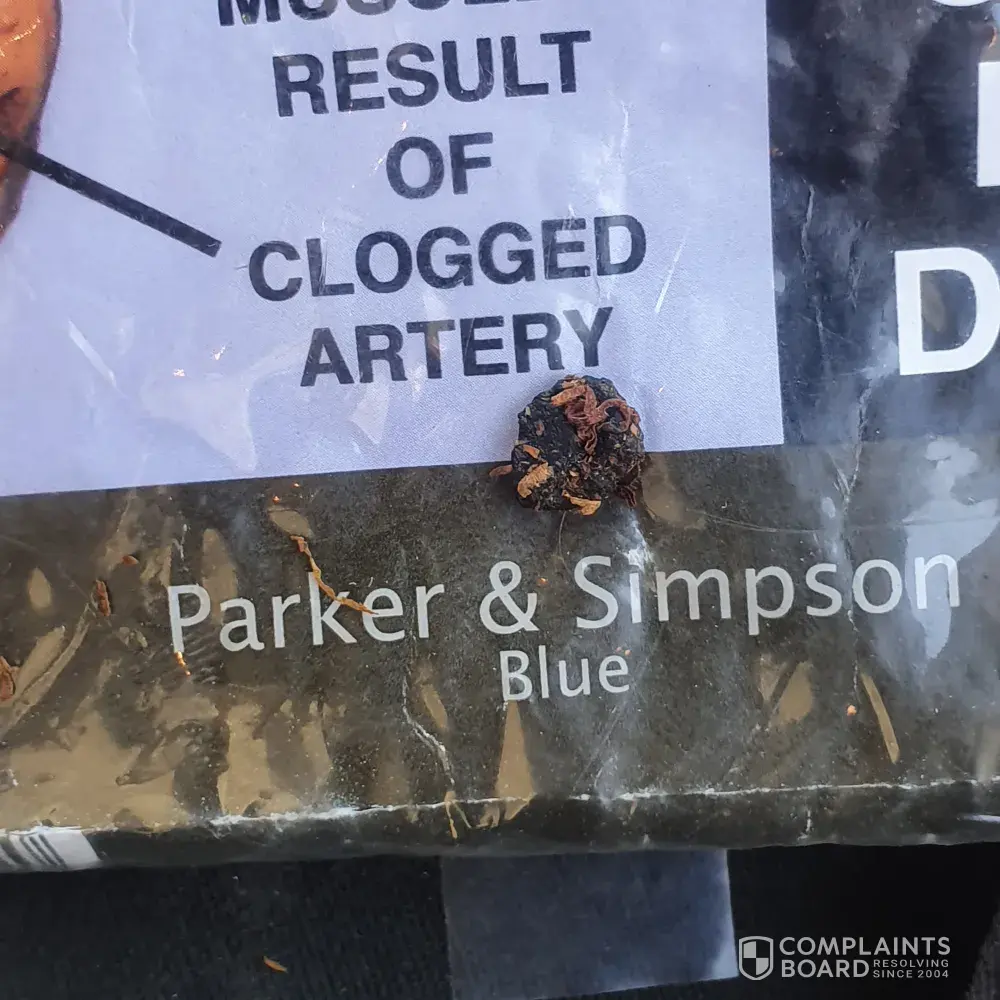 RESULT
OF
CLOGGED
ARTERY
D
Parker & Simpson
Blue
COMPLAINTS
BOARD RESOLVING
SINCE 2004